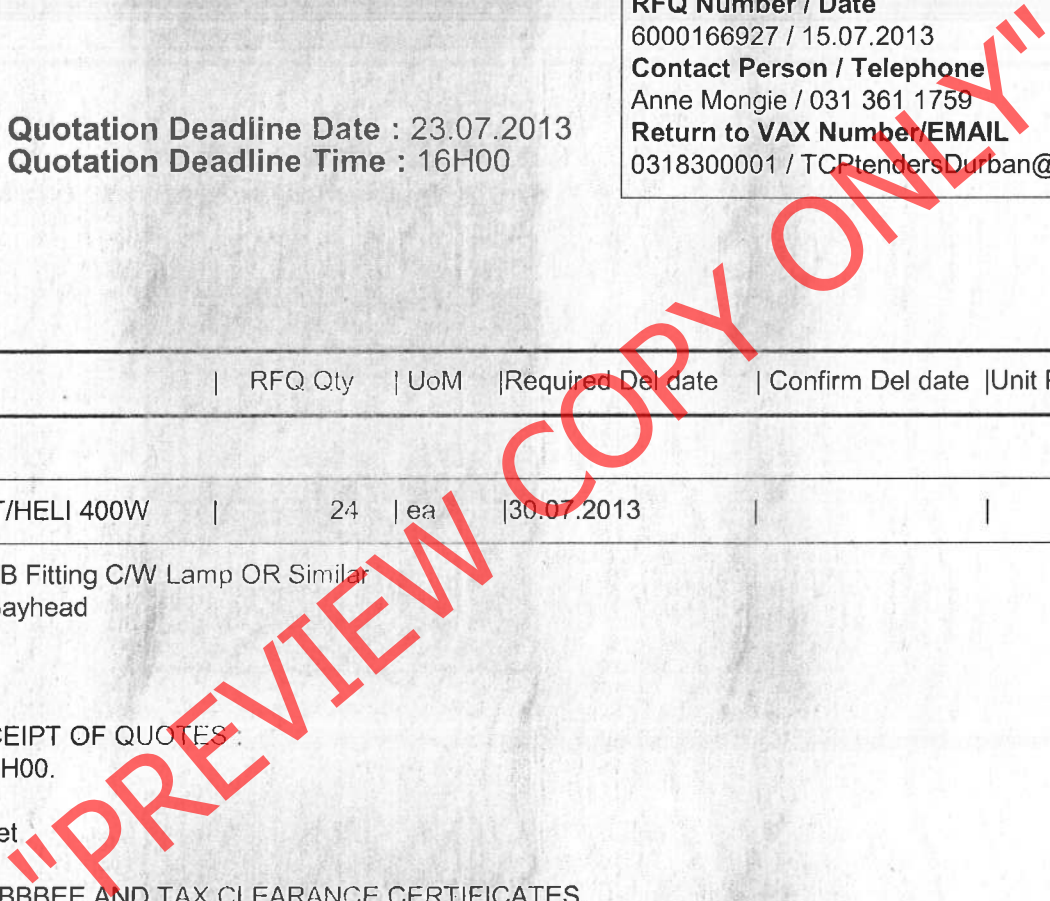 RFQ Number / Date
6000166927 / 15.07.2013
Contact Person / Telephone
Anne Mongie / 031 361 1759
Return to VAX Number/EMAIL
0318300001 / TCPtendersDurban@
Quotation Deadline Date : 23.07.2013
Quotation Deadline Time : 16H00
| RFQ Qty | UoM |Required Del date | Confirm Del date |Unit
T/HELI 400W | 24 | ea |30.07.2013 | |
B Fitting C/W Lamp OR Similar
Bayhead
CEIPT OF QUOTES :
H00.
et
BBBEE AND TAX CLEARANCE CERTIFICATES
"PREVIEW COPY ONLY"